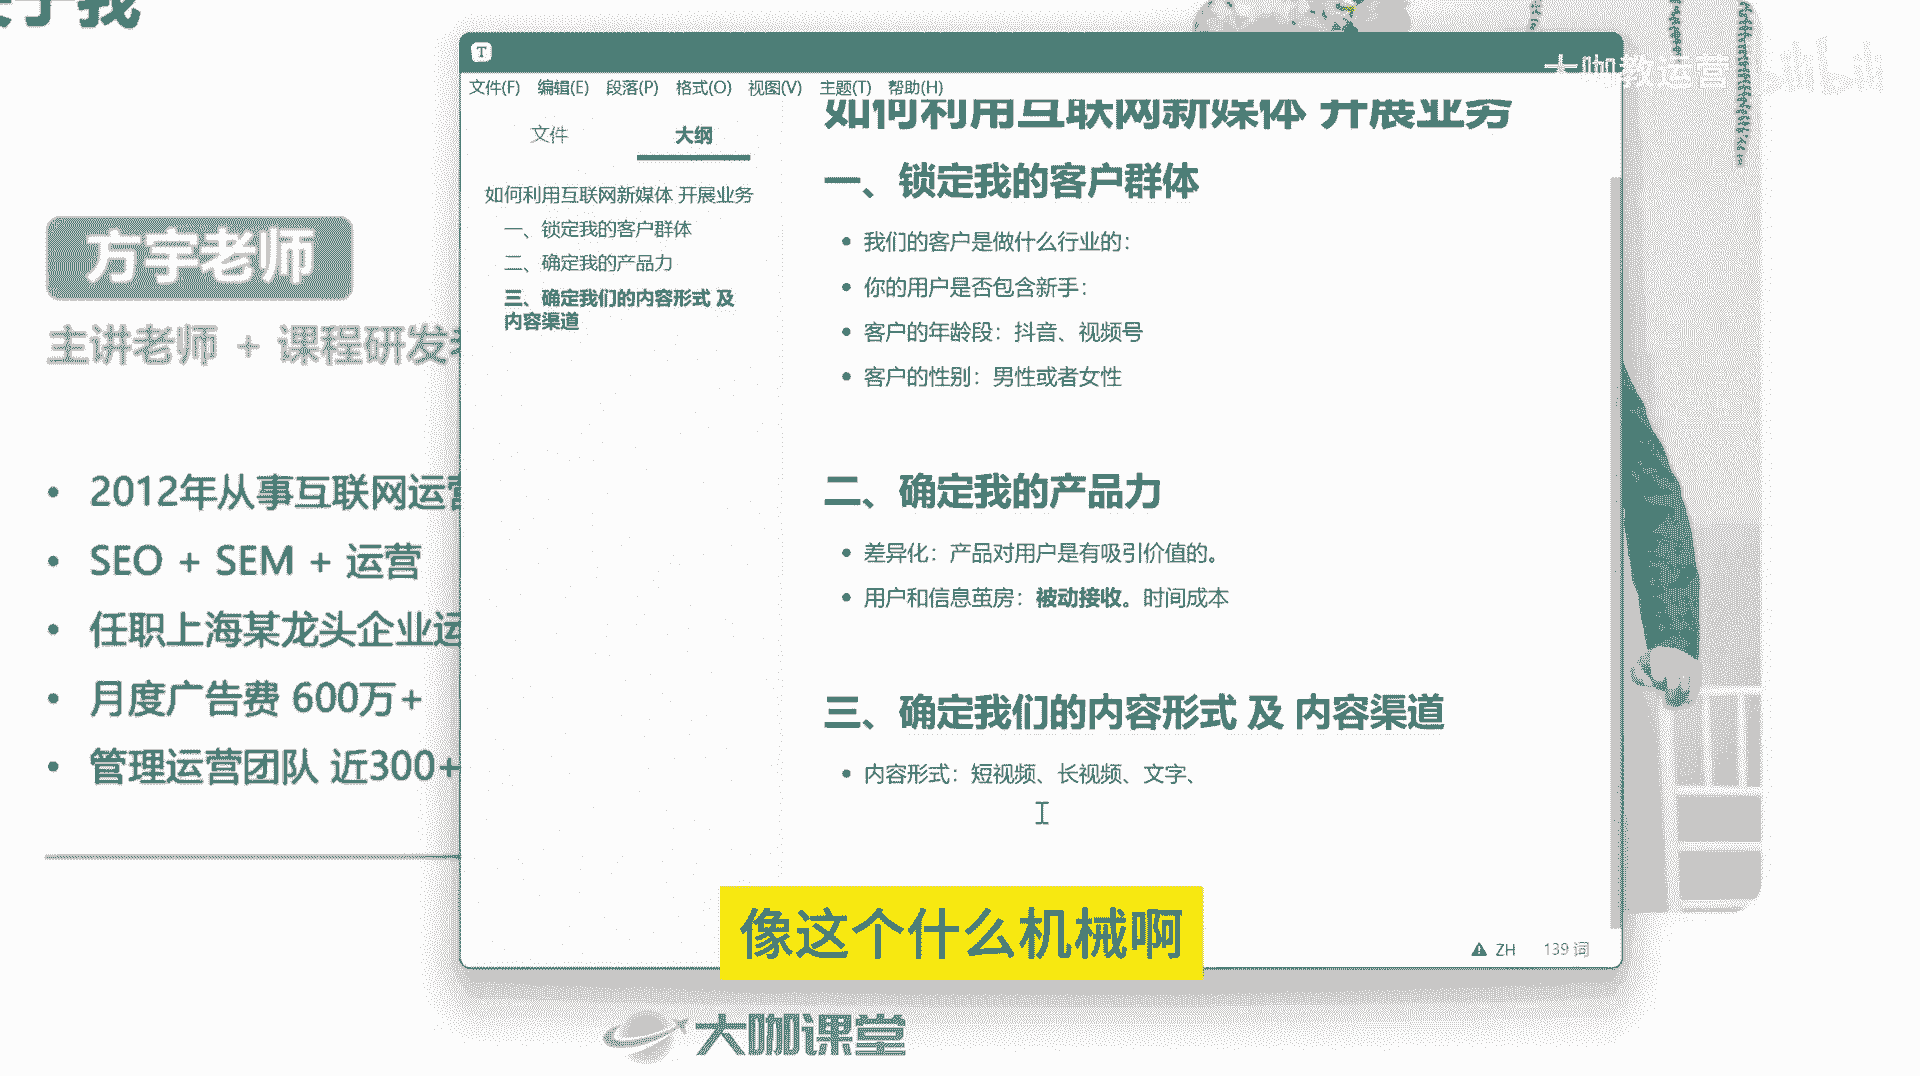 于我
大咖教运营 bilibili
方宇老师
主讲老师 + 课程研发
2012年从事互联网运营
SEO + SEM + 运营
任职上海某龙头企业运
月度广告费 600万+
管理运营团队 近300+
T
文件(F) 编辑(E) 段落(P) 格式(O) 视图(V) 主题(T) 帮助(H)
文件 大纲
如何利用互联网新媒体 开展业务
一、锁定我的客户群体
二、确定我的产品力
三、确定我们的内容形式 及
内容渠道
如何利用互联网新媒体 开展业务
一、锁定我的客户群体
我们的客户是做什么行业的：
你的用户是否包含新手：
客户的年龄段：抖音、视频号
客户的性别：男性或者女性
二、确定我的产品力
差异化：产品对用户是有吸引价值的。
用户和信息茧房：被动接收。时间成本
三、确定我们的内容形式 及 内容渠道
内容形式：短视频、长视频、文字、
ZH 139 词
像这个什么机械啊
大咖课堂